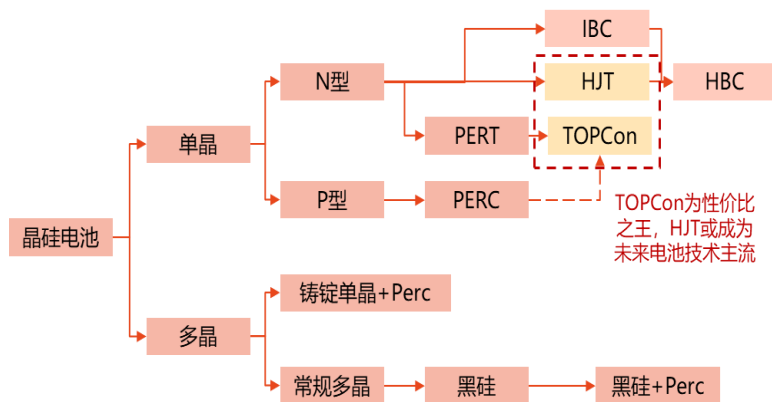 IBC
N型
HJT
HBC
单晶
PERT
TOPCon
P型
PERC
TOPCon为性价比
之王，HJT或成为
未来电池技术主流
晶硅电池
铸锭单晶+Perc
多晶
常规多晶
黑硅
黑硅+Perc